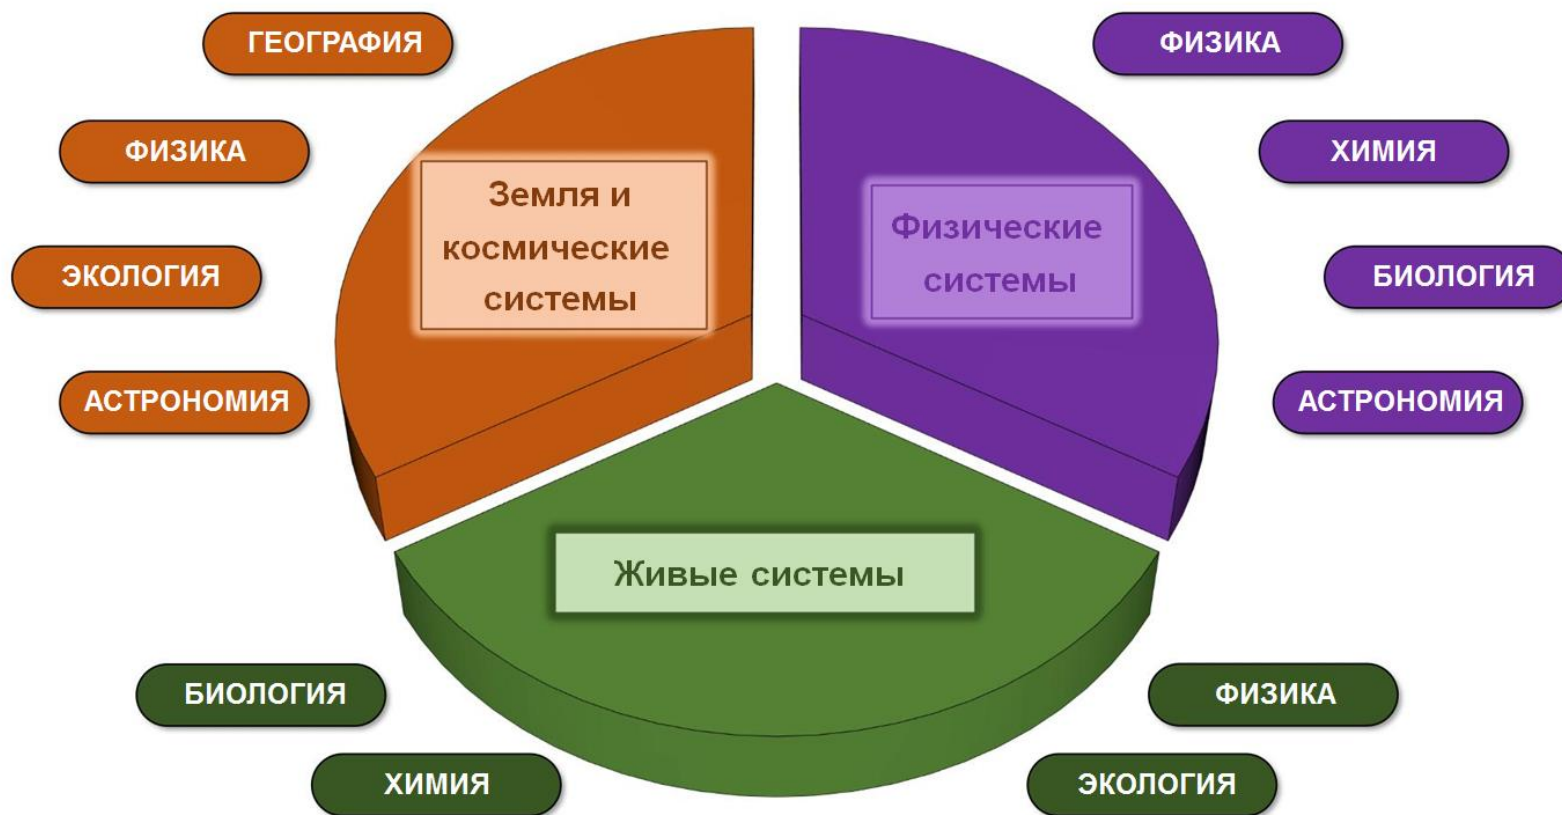 ГЕОГРАФИЯ
ФИЗИКА
ЭКОЛОГИЯ
АСТРОНОМИЯ
Земля и
космические
системы
Физические
системы
ФИЗИКА
ХИМИЯ
БИОЛОГИЯ
АСТРОНОМИЯ
Живые системы
БИОЛОГИЯ
ХИМИЯ
ФИЗИКА
ЭКОЛОГИЯ